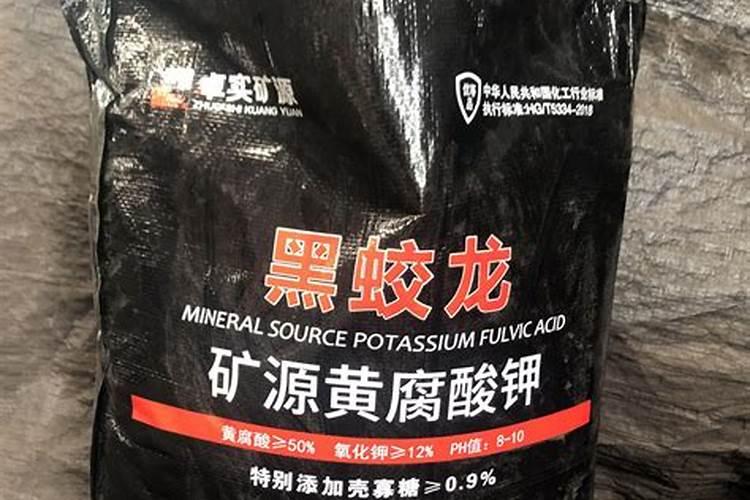 卓实矿源
ZHUOSHI KUANG YUAN
优等品
中华人民共和国化工行业标准
执行标准:HG/T5334-2018
黑蛟龙
MINERAL SOURCE POTASSIUM FULVIC ACID
矿源黄腐酸钾
黄腐酸≥50% 氧化钾≥12% PH值: 8-10
特别添加壳寡糖≥0.9%